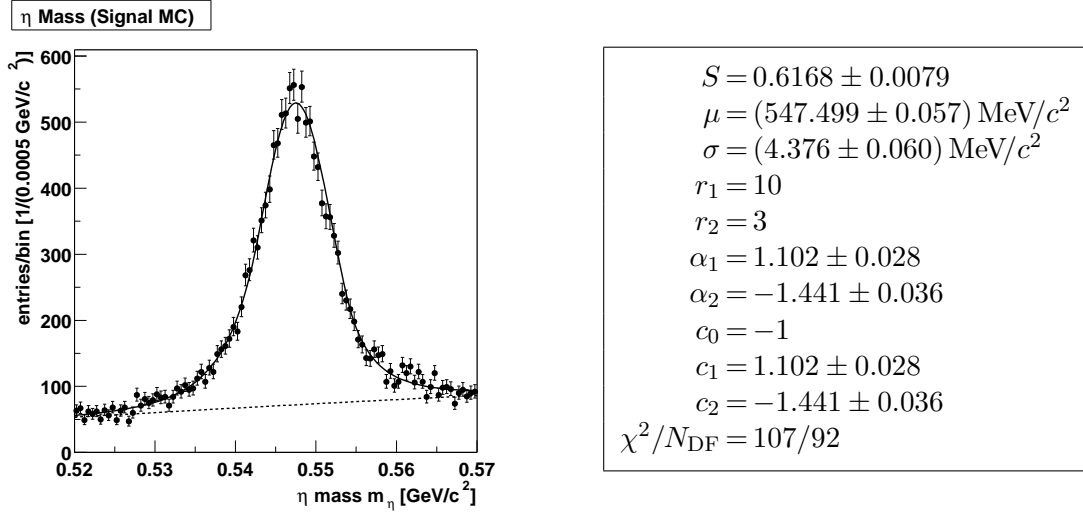 η Mass (Signal MC)
entries/bin [1/(0.0005 GeV/c²)]
600
500
400
300
200
100
0
0.52 0.53 0.54 0.55 0.56 0.57
η mass m_η [GeV/c²]
S = 0.6168 ± 0.0079
μ = (547.499 ± 0.057) MeV/c²
σ = (4.376 ± 0.060) MeV/c²
r₁ = 10
r₂ = 3
α₁ = 1.102 ± 0.028
α₂ = −1.441 ± 0.036
c₀ = −1
c₁ = 1.102 ± 0.028
c₂ = −1.441 ± 0.036
χ²/N_DF = 107/92